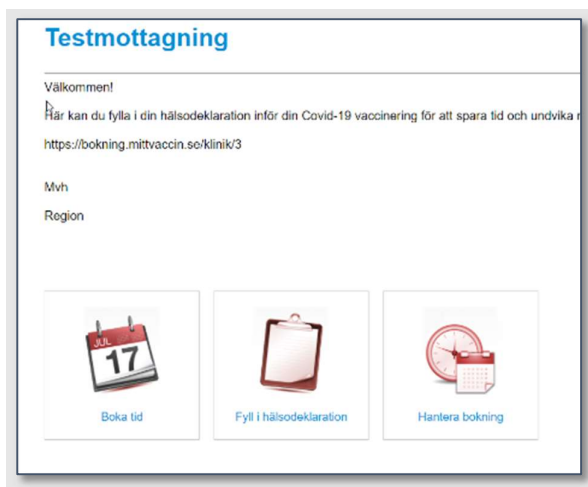 Testmottagning
Välkommen!
Här kan du fylla i din hälsodeklaration inför din Covid-19 vaccinering för att spara tid och undvika
https://bokning.mittvaccin.se/klinik/3
Mvh
Region
JUL
17
Boka tid
Fyll i hälsodeklaration
Hantera bokning